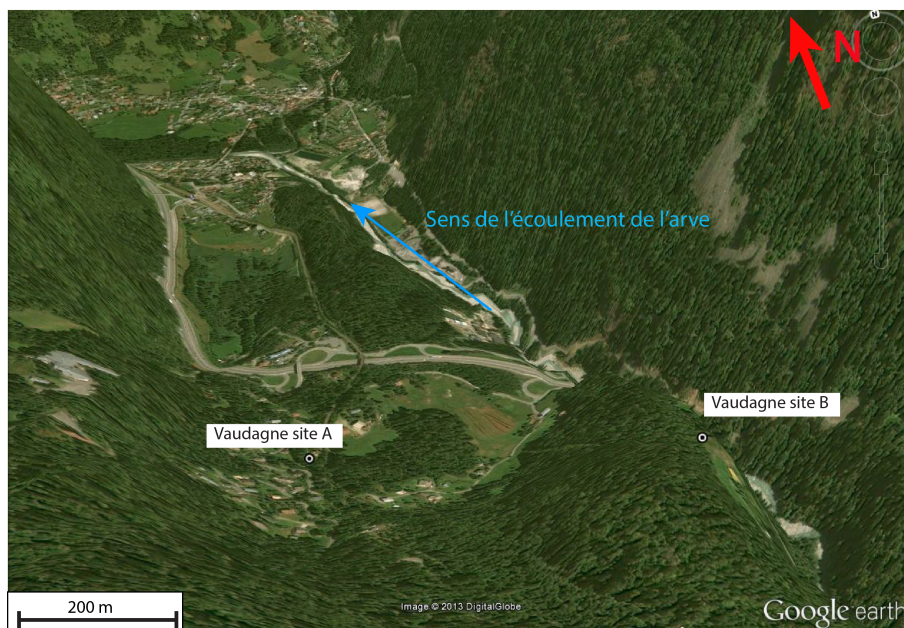 N
N
Sens de l'écoulement de l'arve
Vaudagne site B
Vaudagne site A
200 m
Image © 2013 DigitalGlobe
Google earth